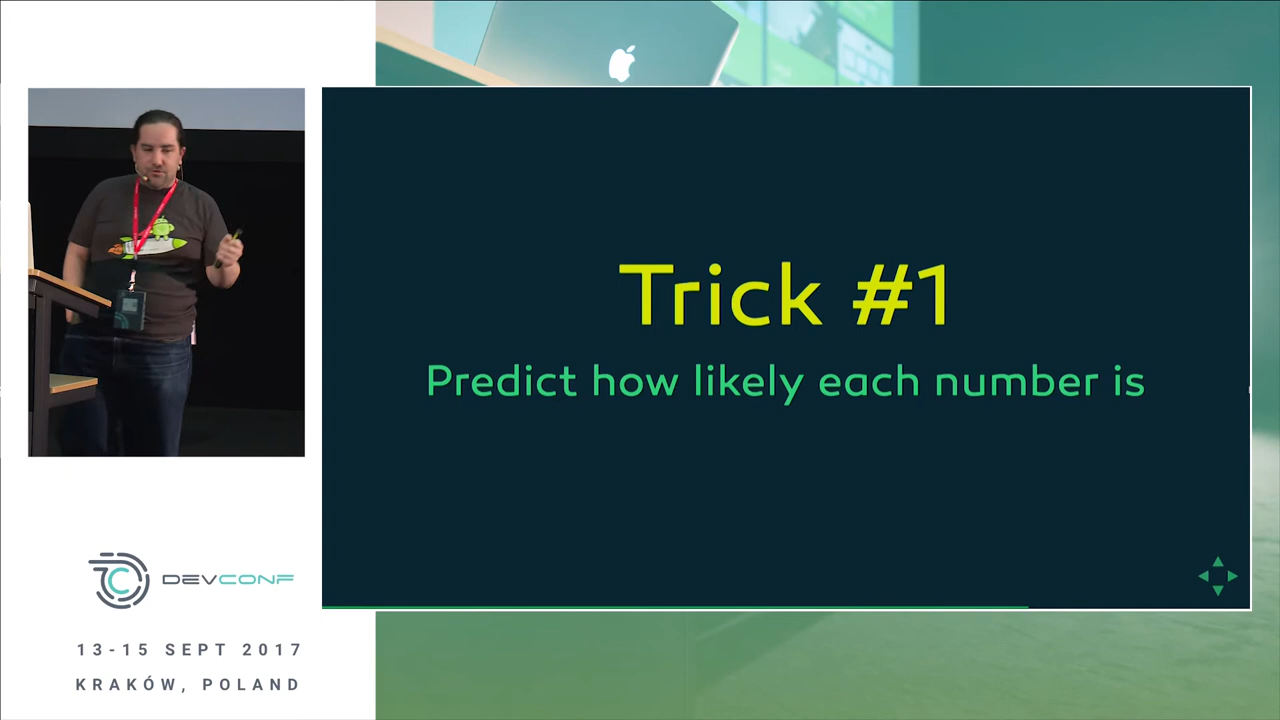 Trick #1
Predict how likely each number is
DEVCONF
13-15 SEPT 2017
KRAKÓW, POLAND